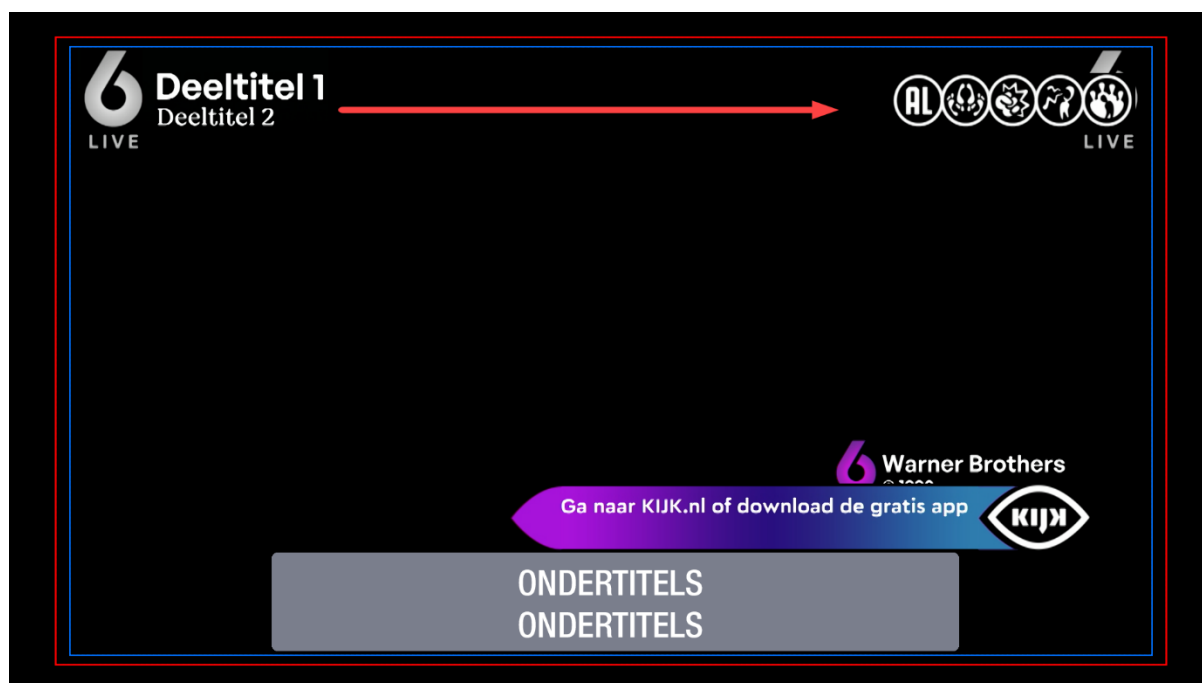 6 Deeltitel 1
Deeltitel 2
LIVE
AL
LIVE
6 Warner Brothers
Ga naar KIJK.nl of download de gratis app
KIJK
ONDERTITELS
ONDERTITELS